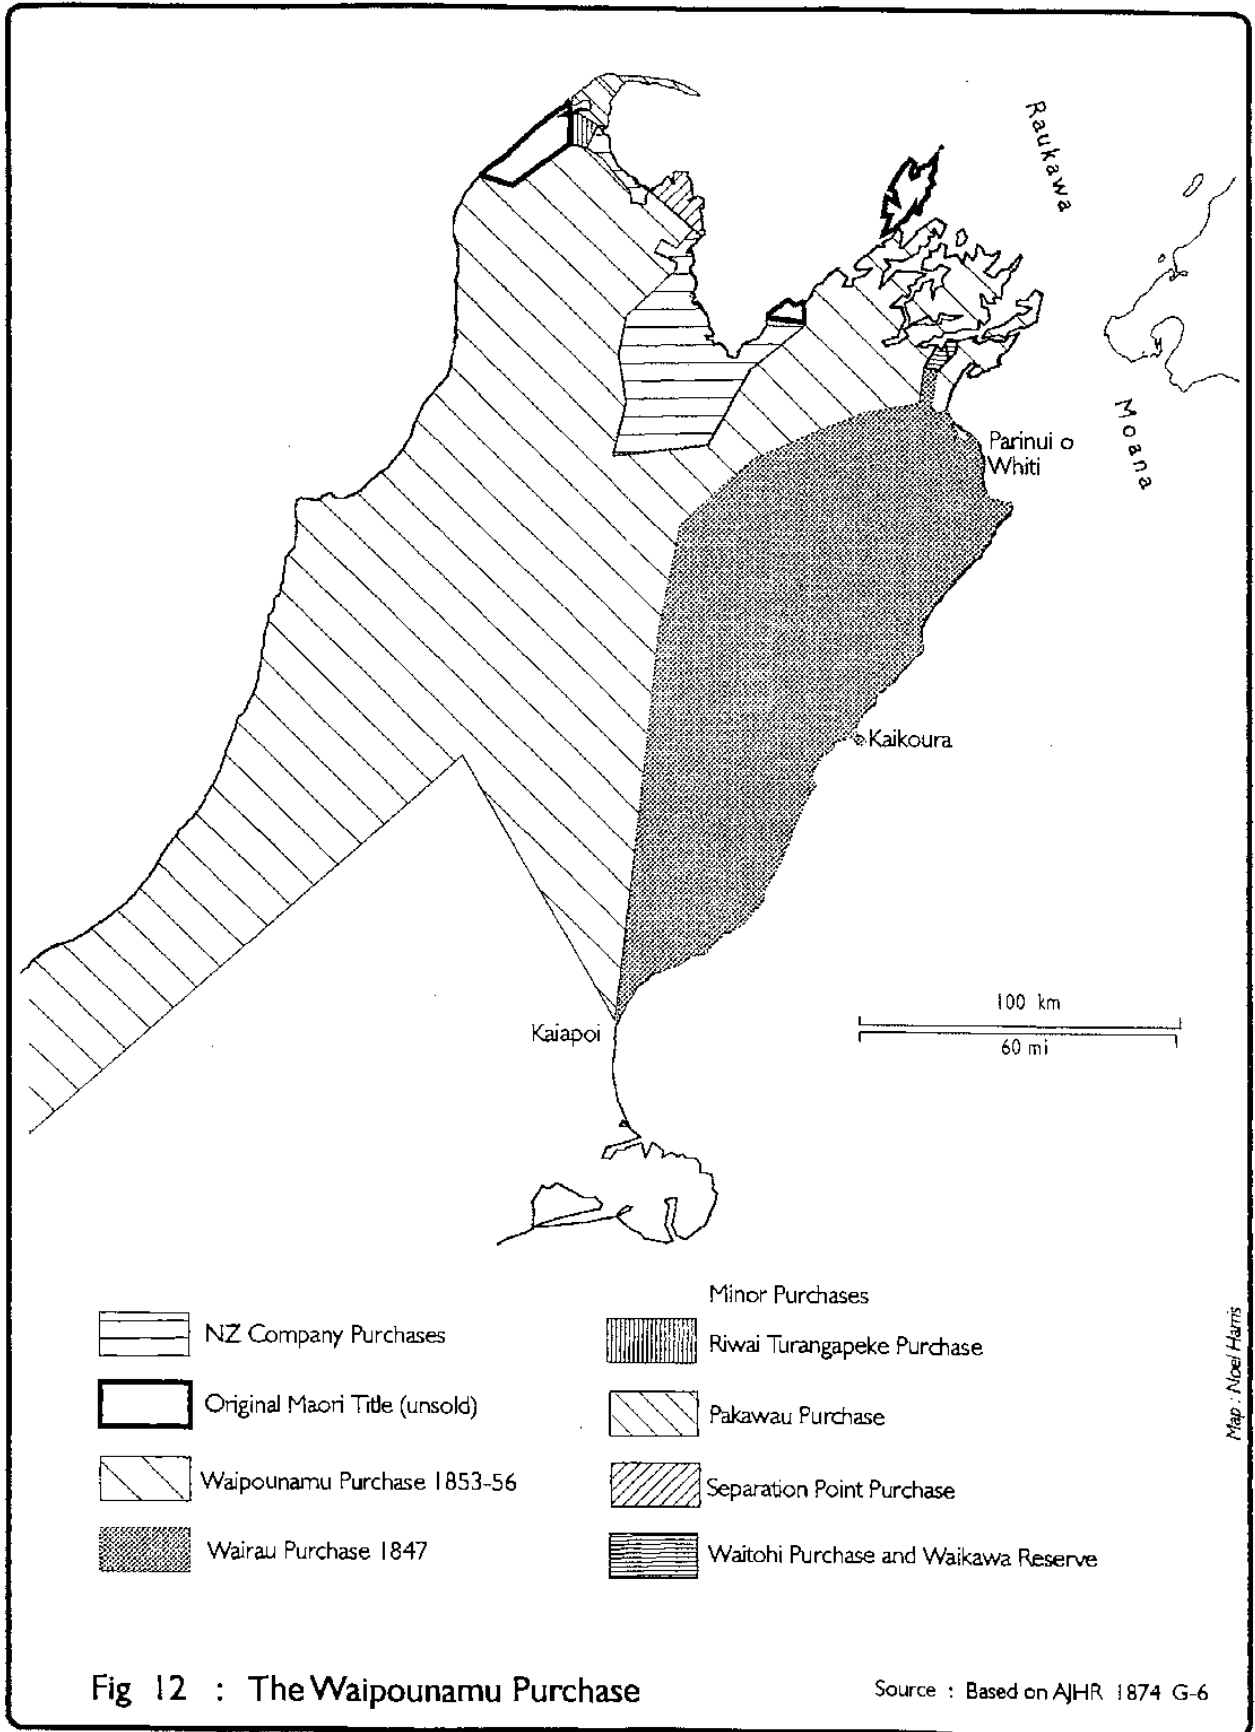 Raukawa
Moana
Parinui o
Whiti
Kaikoura
Kaiapoi
100 km
60 mi
NZ Company Purchases
Original Maori Title (unsold)
Waipounamu Purchase 1853-56
Wairau Purchase 1847
Minor Purchases
Riwai Turangapeke Purchase
Pakawau Purchase
Separation Point Purchase
Waitohi Purchase and Waikawa Reserve
Map : Noel Harris
Fig 12 : The Waipounamu Purchase
Source : Based on AJHR 1874 G-6